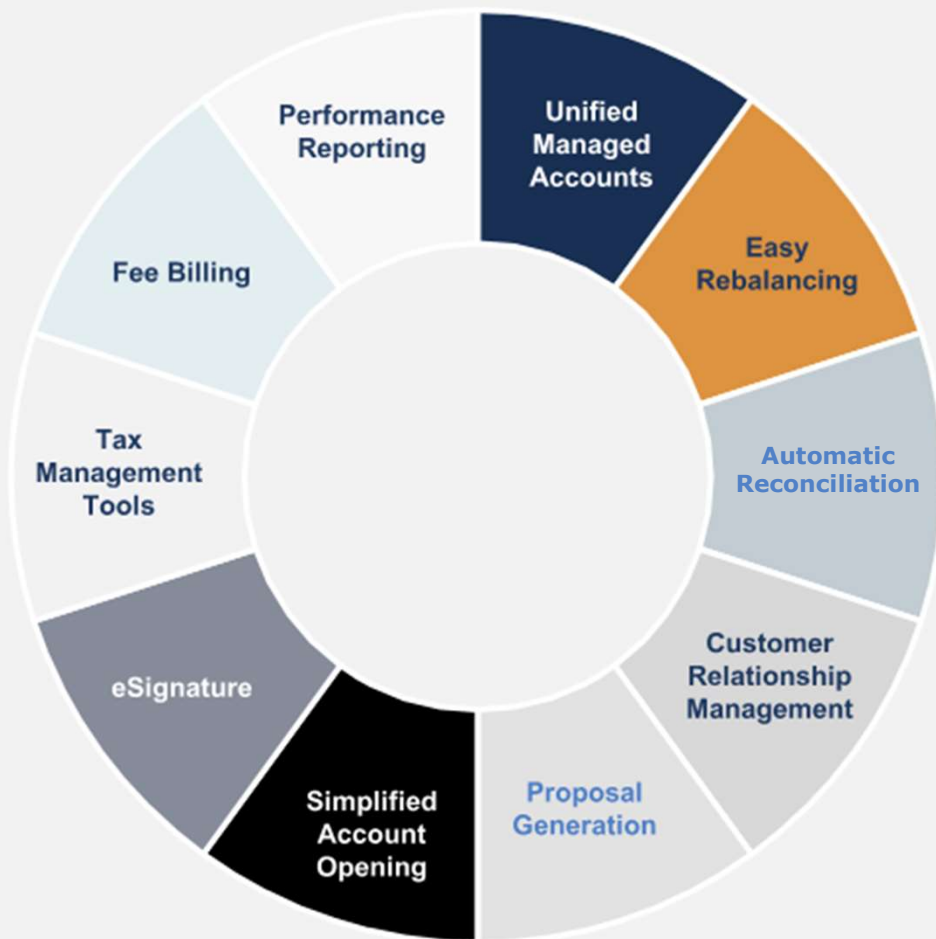 Performance
Reporting
Unified
Managed
Accounts
Easy
Rebalancing
Automatic
Reconciliation
Customer
Relationship
Management
Proposal
Generation
Simplified
Account
Opening
eSignature
Tax
Management
Tools
Fee Billing